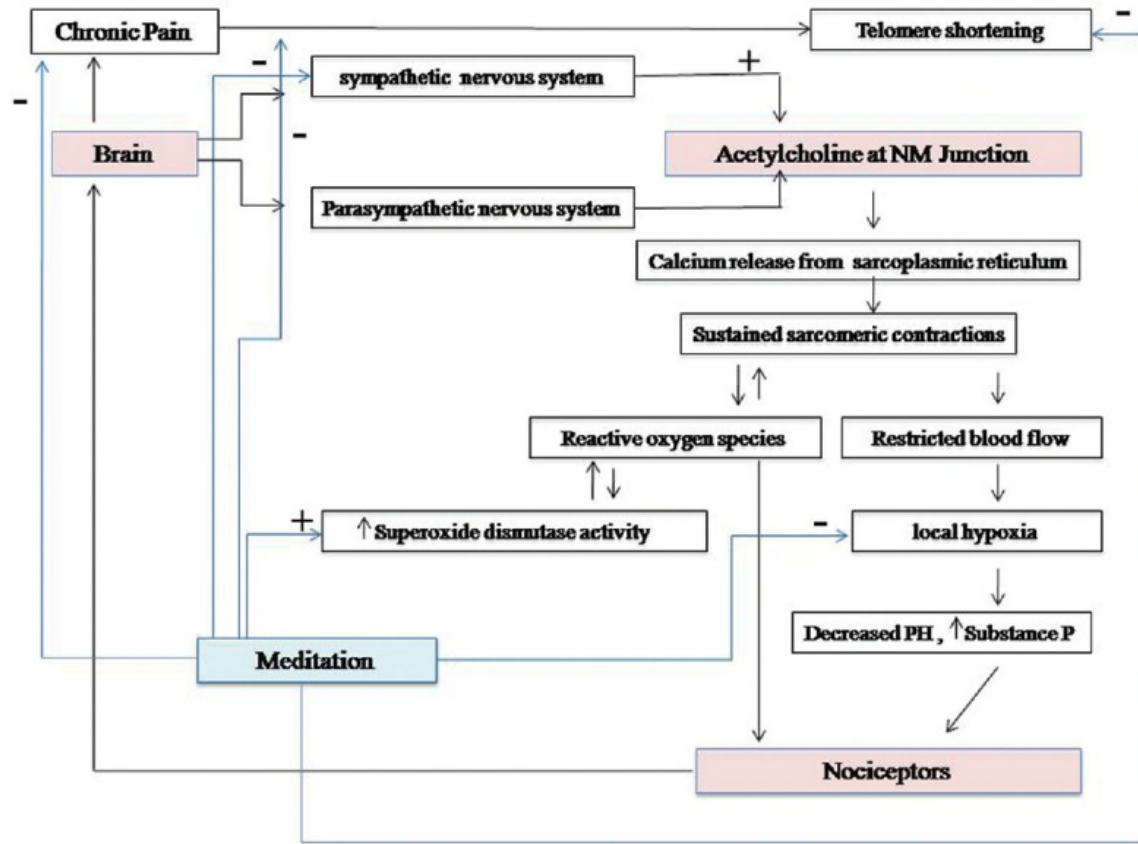 Chronic Pain
Telomere shortening
-
-
sympathetic nervous system
+
-
-
Brain
Acetylcholine at NM Junction
Parasympathetic nervous system
Calcium release from sarcoplasmic reticulum
Sustained sarcomeric contractions
Reactive oxygen species
Restricted blood flow
+
↑ Superoxide dismutase activity
-
local hypoxia
Decreased PH , ↑ Substance P
Meditation
Nociceptors